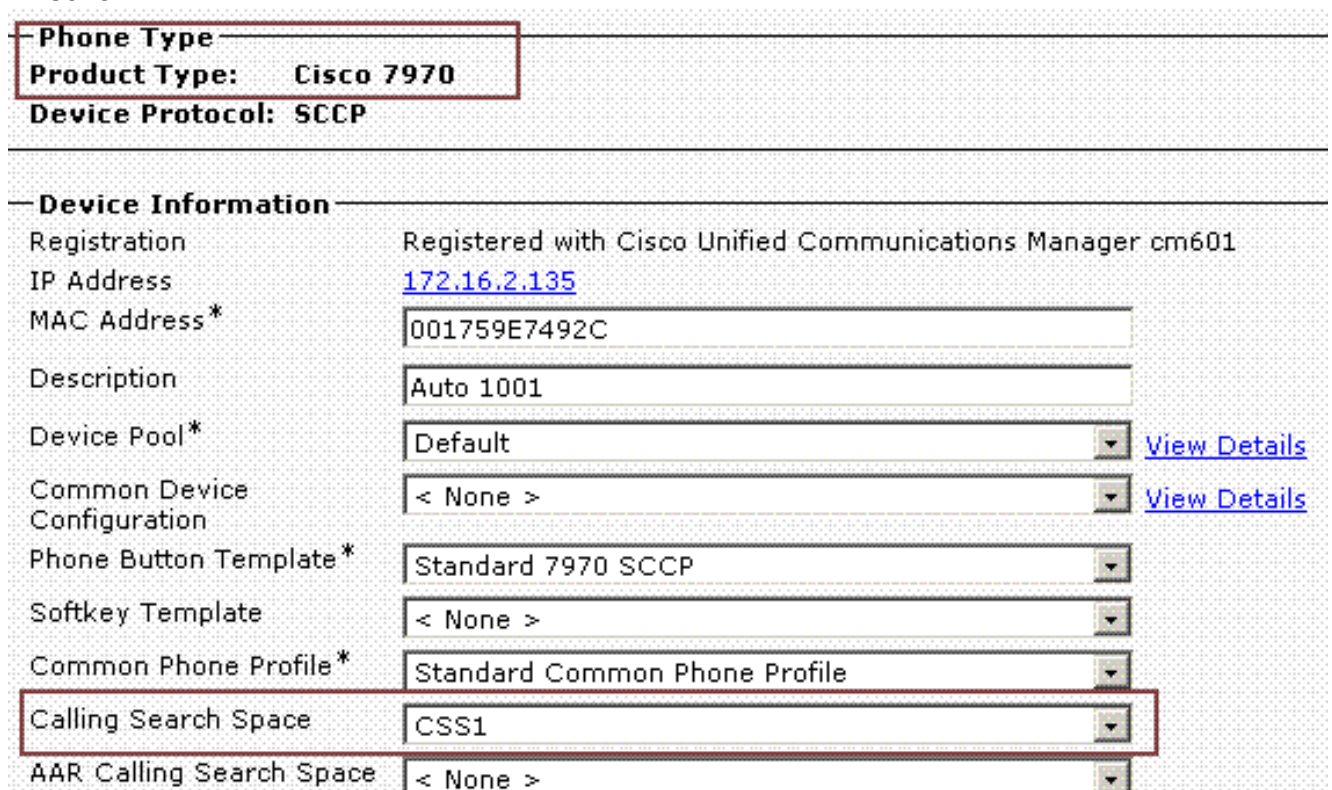 Phone Type
Product Type: Cisco 7970
Device Protocol: SCCP
Device Information
Registration Registered with Cisco Unified Communications Manager cm601
IP Address 172.16.2.135
MAC Address* 001759E7492C
Description Auto 1001
Device Pool* Default View Details
Common Device
Configuration < None > View Details
Phone Button Template* Standard 7970 SCCP
Softkey Template < None >
Common Phone Profile* Standard Common Phone Profile
Calling Search Space CSS1
AAR Calling Search Space < None >